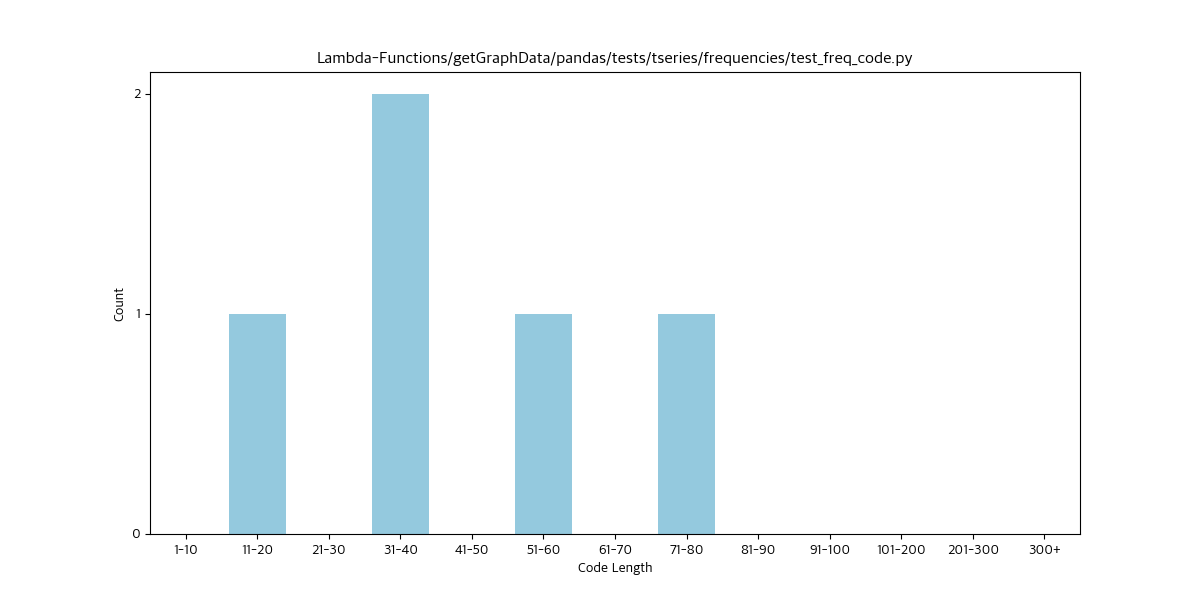 Lambda-Functions/getGraphData/pandas/tests/tseries/frequencies/test_freq_code.py
2
1
0
Count
1-10 11-20 21-30 31-40 41-50 51-60 61-70 71-80 81-90 91-100 101-200 201-300 300+
Code Length